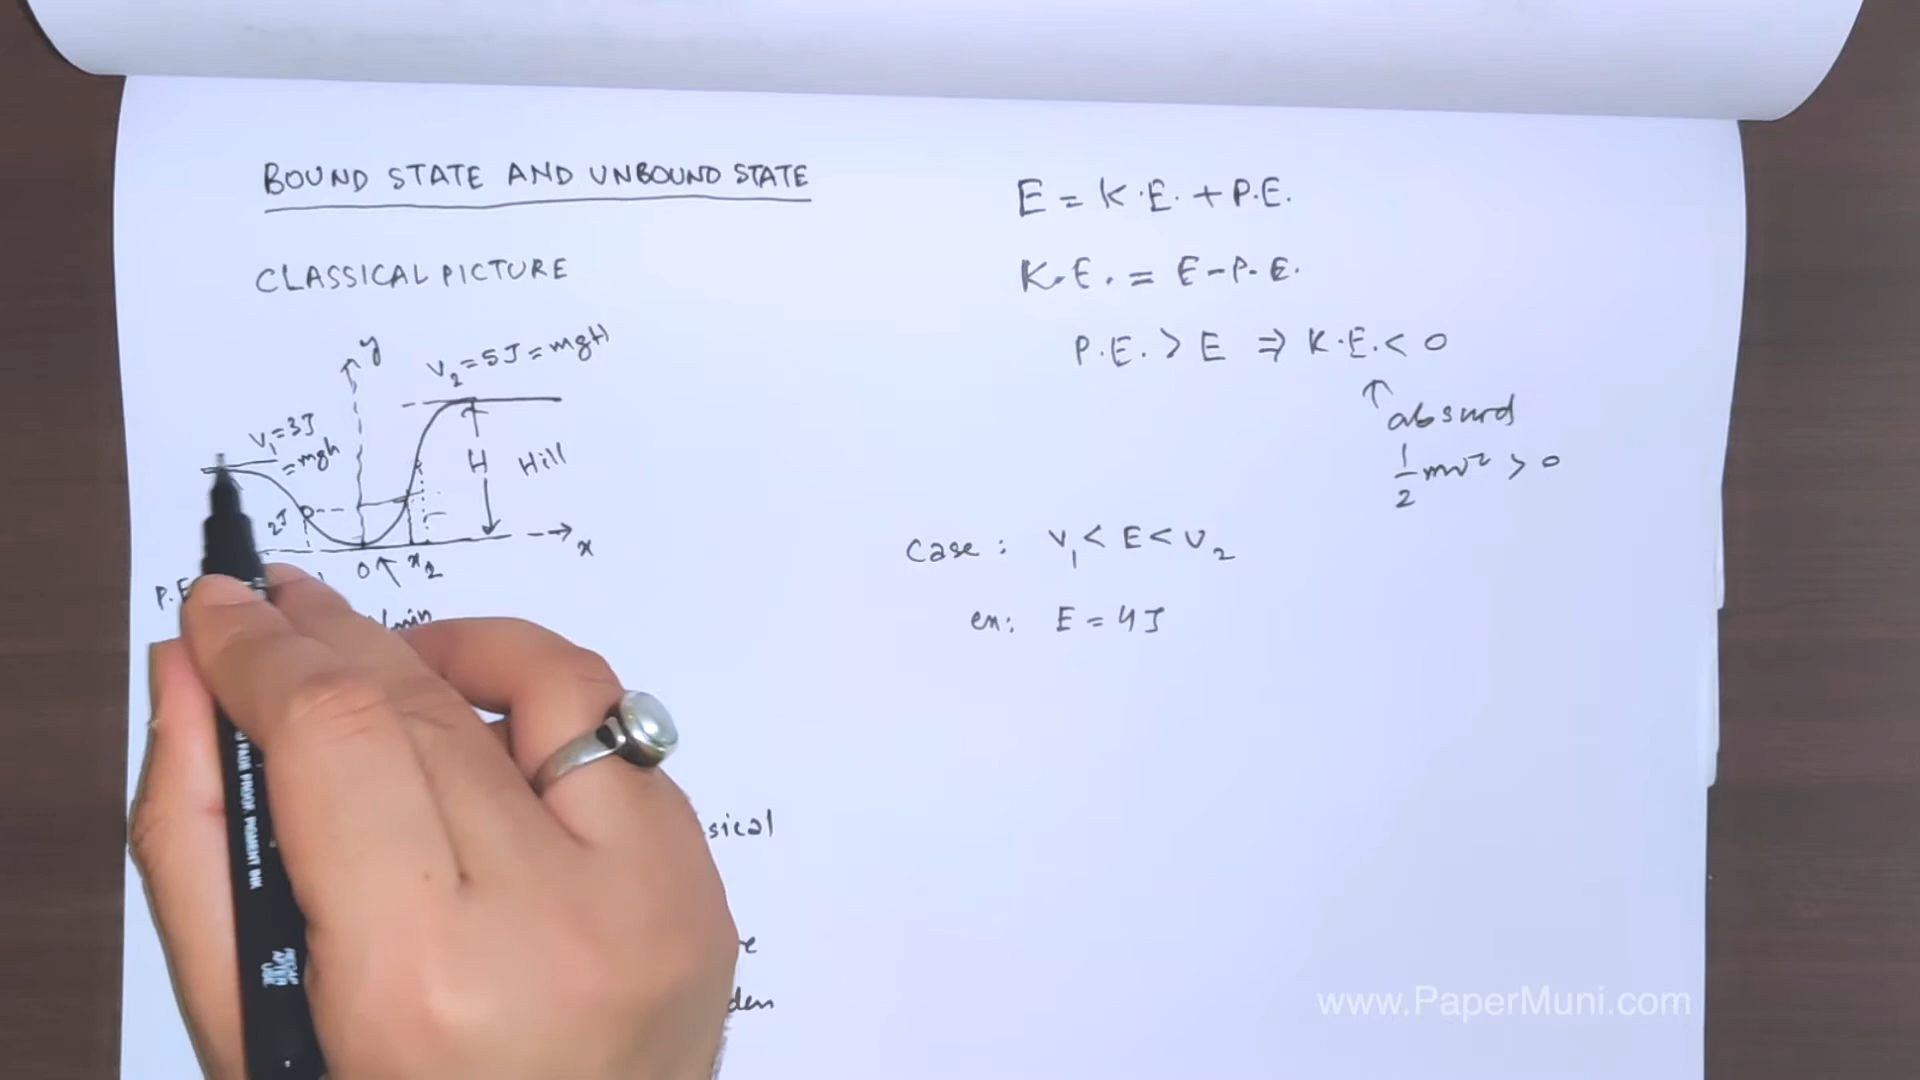 BOUND STATE AND UNBOUND STATE
CLASSICAL PICTURE
y
V₂ = 5J = mgH
V₁ = 3J
= mgh
H
Hill
2J
x
0 ↑ x₂
P.E
sical
den
E = K.E. + P.E.
K.E. = E - P.E.
P.E. > E ⇒ K.E. < 0
↑
absurd
1/2 mv² > 0
Case : V₁ < E < V₂
ex: E = 4J
www.PaperMuni.com